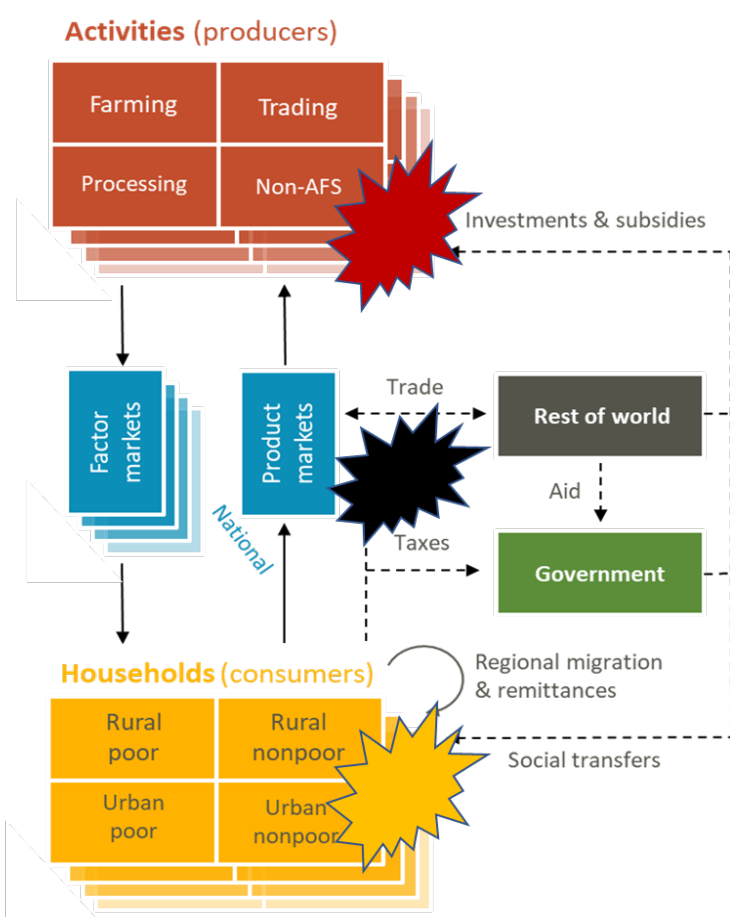 Activities (producers)
Farming
Trading
Processing
Non-AFS
Investments & subsidies
Factor
markets
Product
markets
National
Trade
Rest of world
Aid
Taxes
Government
Households (consumers)
Regional migration
& remittances
Rural
poor
Rural
nonpoor
Urban
poor
Urban
nonpoor
Social transfers